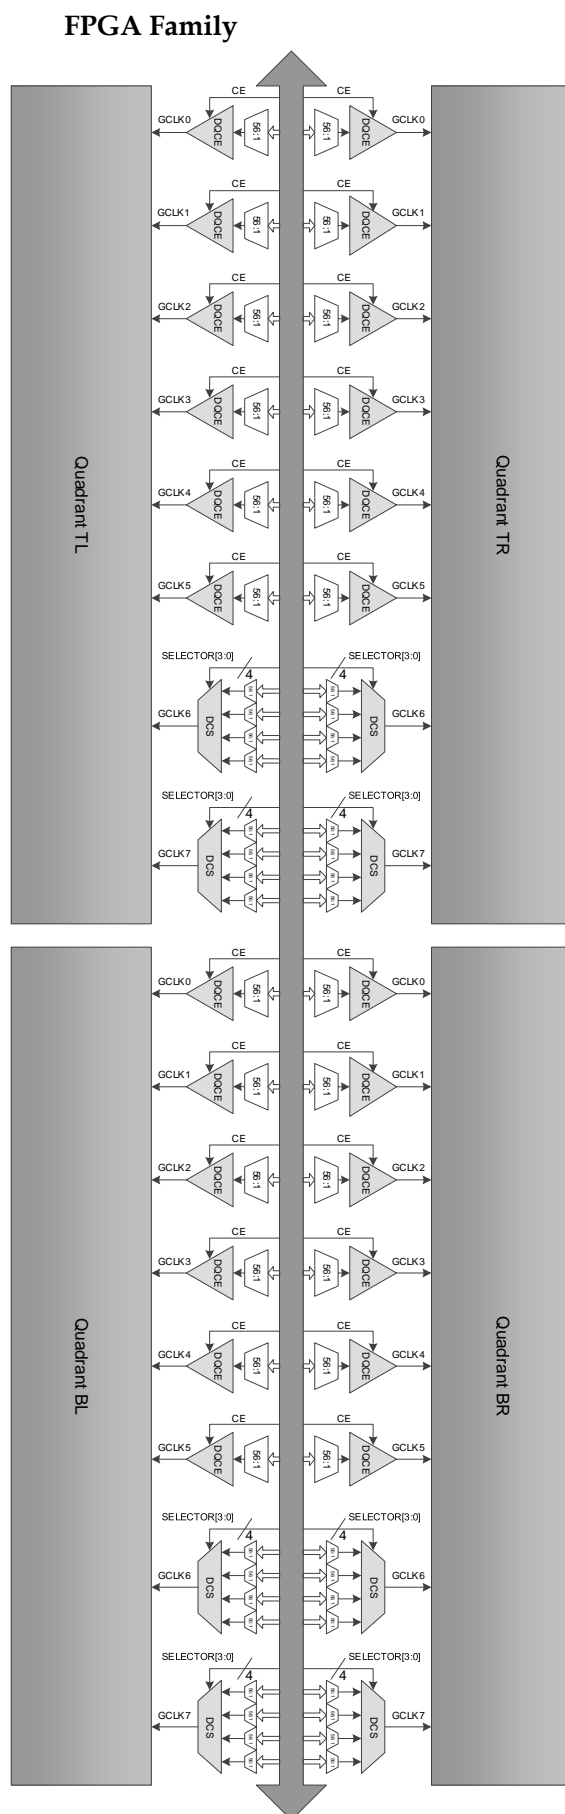 FPGA Family
CE CE
GCLK0 DQCE 56:1 56:1 DQCE GCLK0
CE CE
GCLK1 DQCE 56:1 56:1 DQCE GCLK1
CE CE
GCLK2 DQCE 56:1 56:1 DQCE GCLK2
CE CE
GCLK3 DQCE 56:1 56:1 DQCE GCLK3
Quadrant TL
Quadrant TR
CE CE
GCLK4 DQCE 56:1 56:1 DQCE GCLK4
CE CE
GCLK5 DQCE 56:1 56:1 DQCE GCLK5
SELECTOR[3:0] SELECTOR[3:0]
4 4
GCLK6 DCS DCS GCLK6
SELECTOR[3:0] SELECTOR[3:0]
4 4
GCLK7 DCS DCS GCLK7
CE CE
GCLK0 DQCE 56:1 56:1 DQCE GCLK0
CE CE
GCLK1 DQCE 56:1 56:1 DQCE GCLK1
CE CE
GCLK2 DQCE 56:1 56:1 DQCE GCLK2
CE CE
GCLK3 DQCE 56:1 56:1 DQCE GCLK3
Quadrant BL
Quadrant BR
CE CE
GCLK4 DQCE 56:1 56:1 DQCE GCLK4
CE CE
GCLK5 DQCE 56:1 56:1 DQCE GCLK5
SELECTOR[3:0] SELECTOR[3:0]
4 4
GCLK6 DCS DCS GCLK6
SELECTOR[3:0] SELECTOR[3:0]
4 4
GCLK7 DCS DCS GCLK7